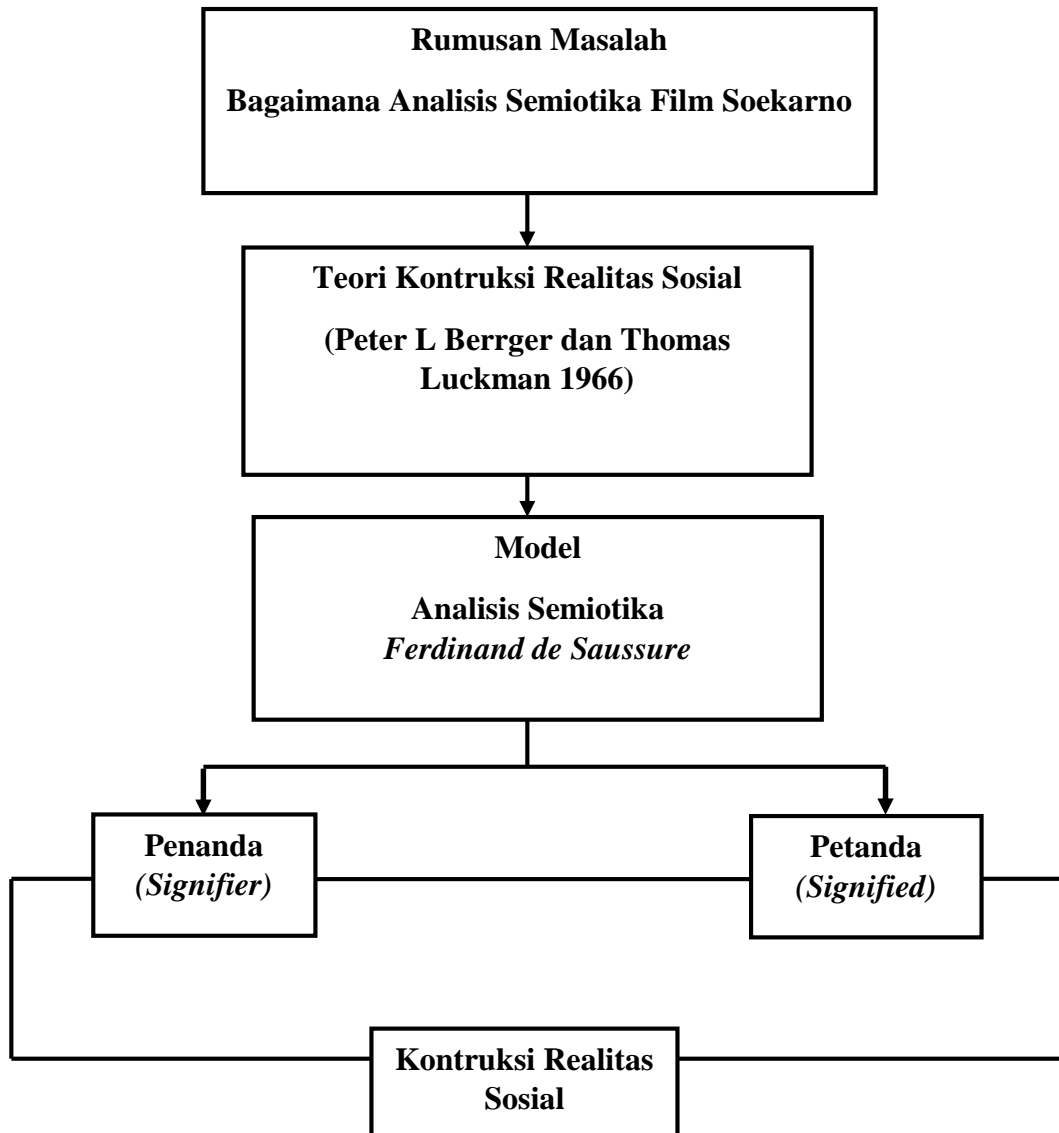 Rumusan Masalah
Bagaimana Analisis Semiotika Film Soekarno
Teori Kontruksi Realitas Sosial
(Peter L Berrger dan Thomas
Luckman 1966)
Model
Analisis Semiotika
Ferdinand de Saussure
Penanda
(Signifier)
Petanda
(Signified)
Kontruksi Realitas
Sosial